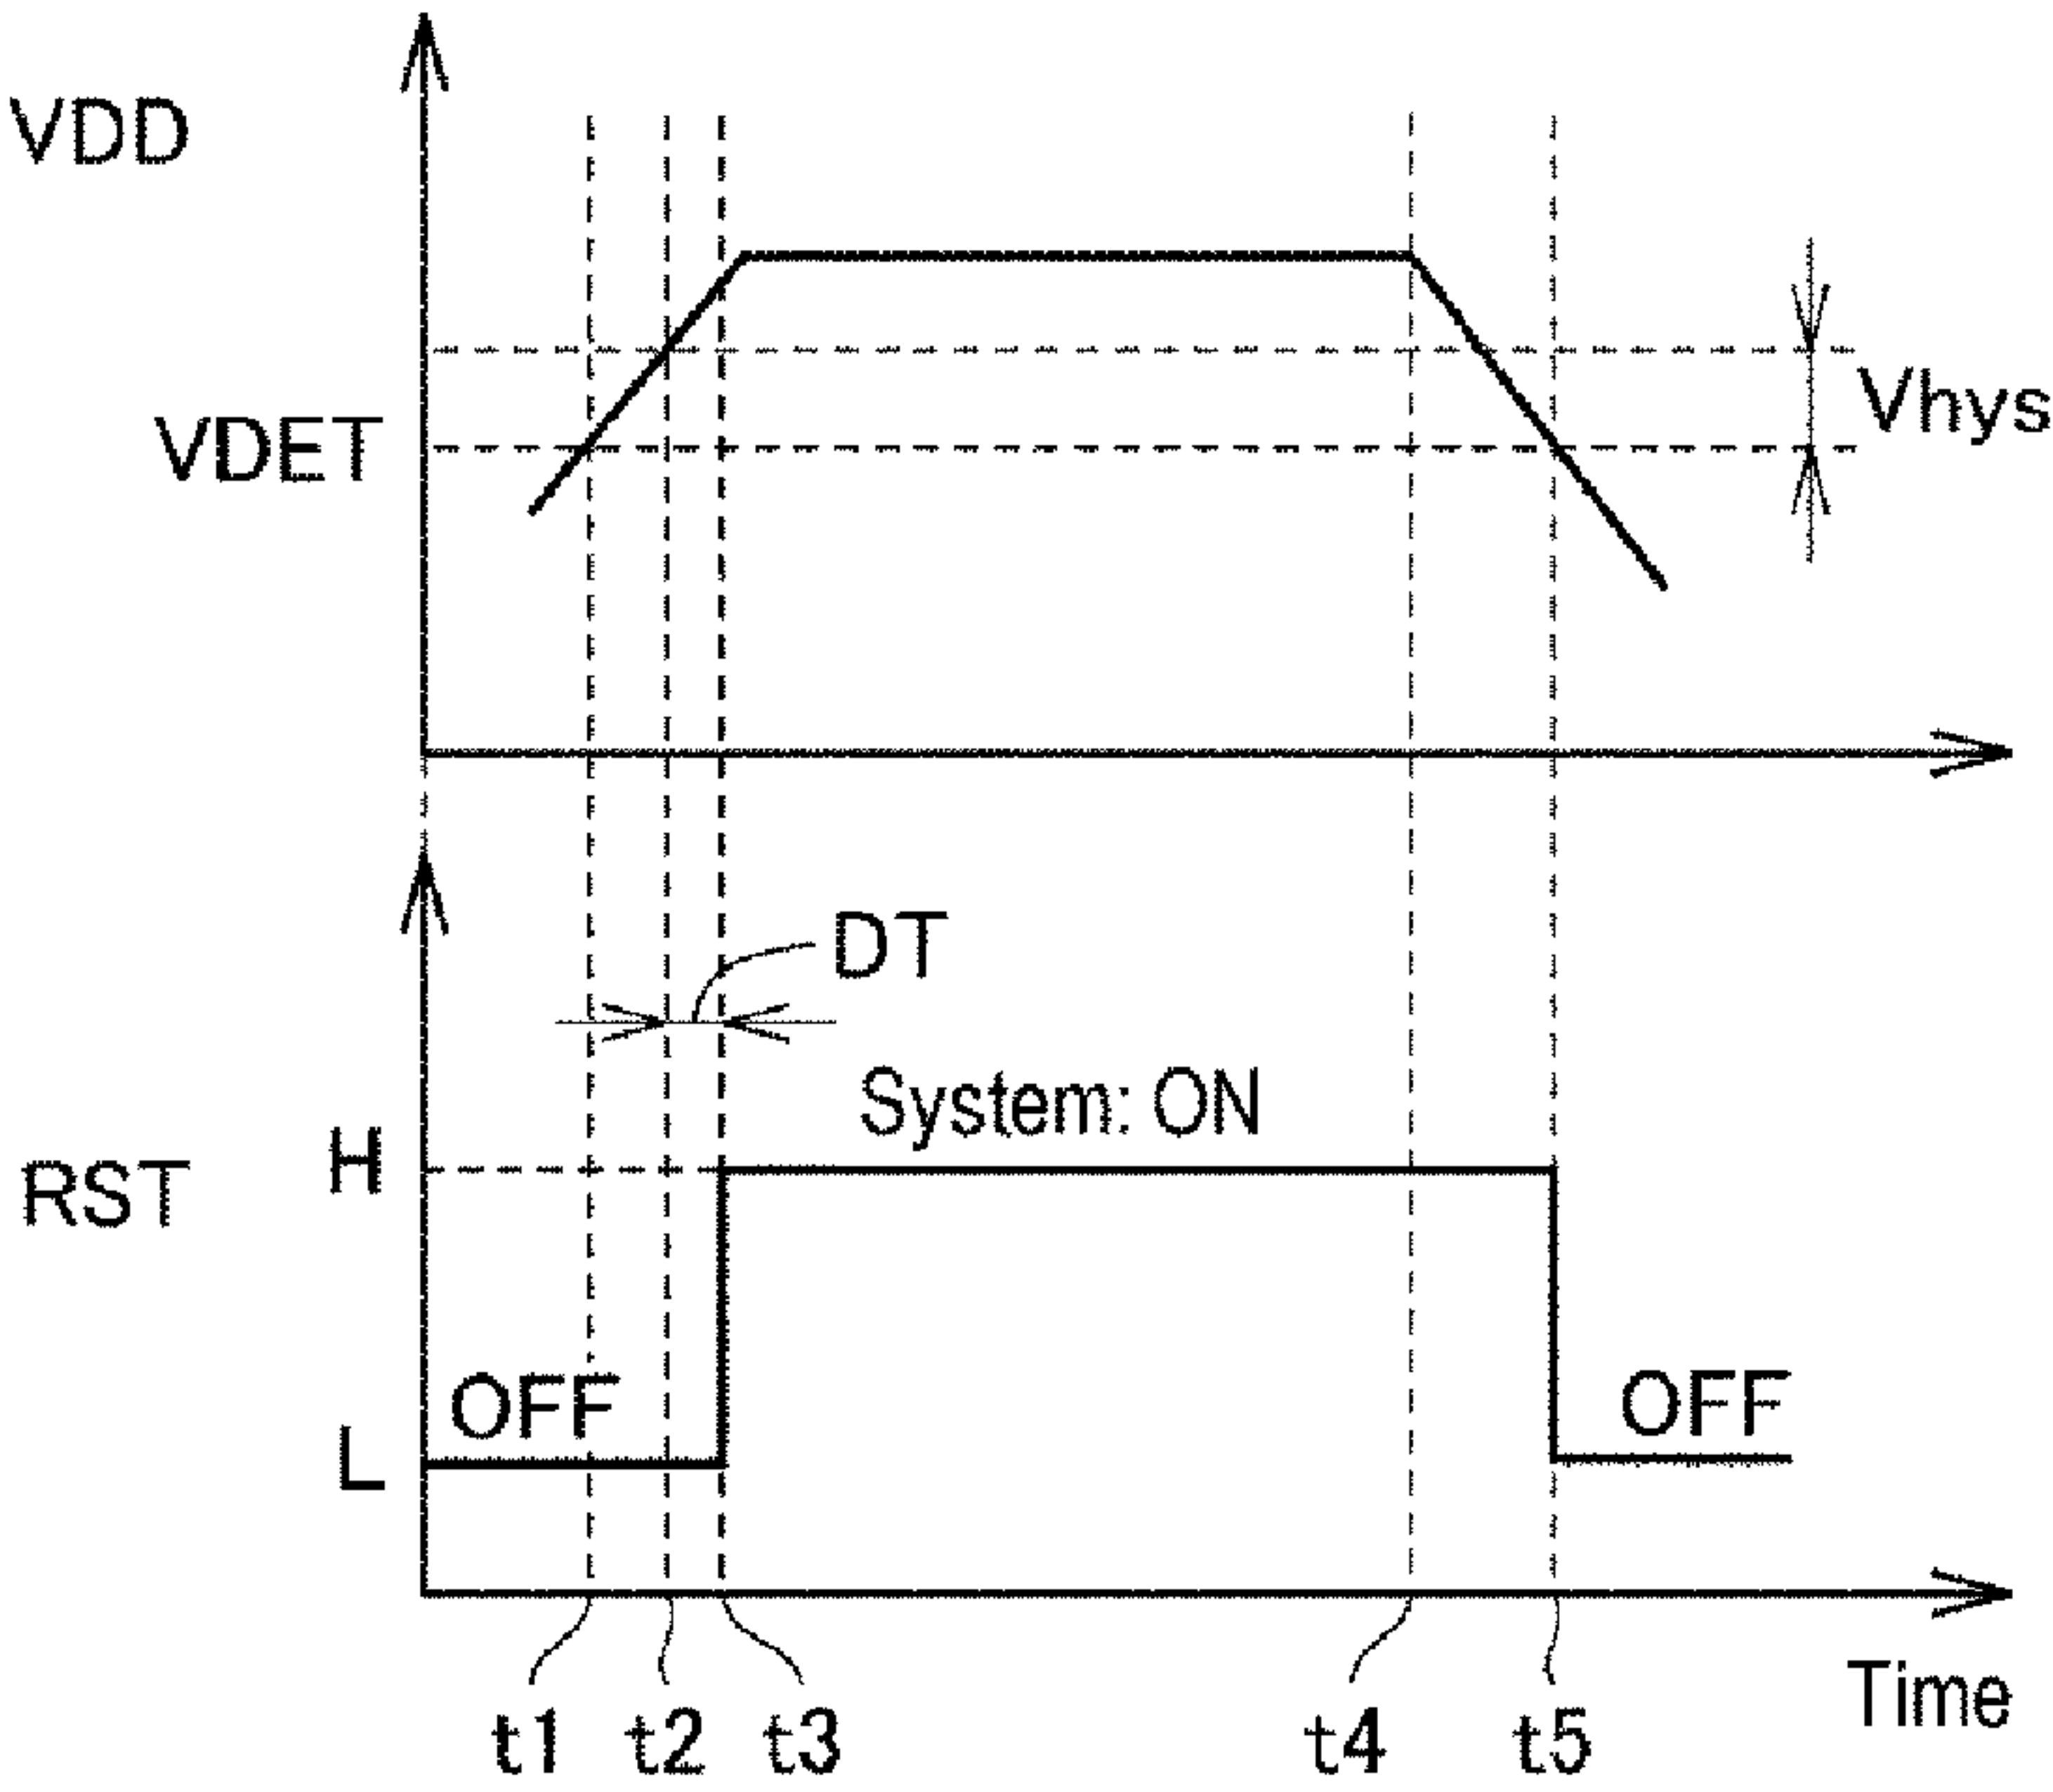 VDD
VDET
Vhys
DT
System: ON
H
RST
OFF
OFF
L
Time
t1 t2 t3 t4 t5